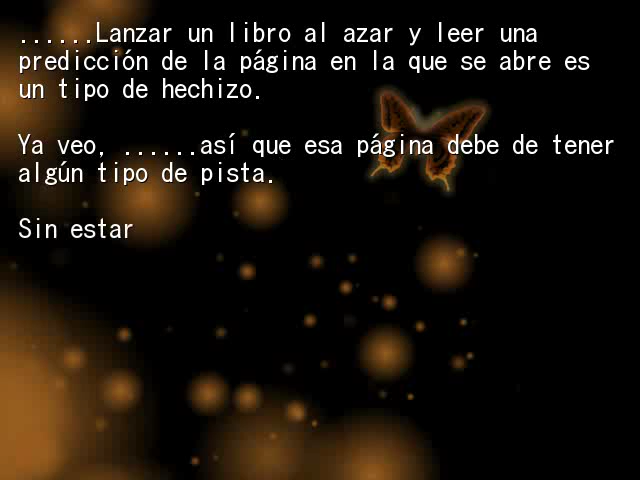 ......Lanzar un libro al azar y leer una
predicción de la página en la que se abre es
un tipo de hechizo.
Ya veo, ......así que esa página debe de tener
algún tipo de pista.
Sin estar